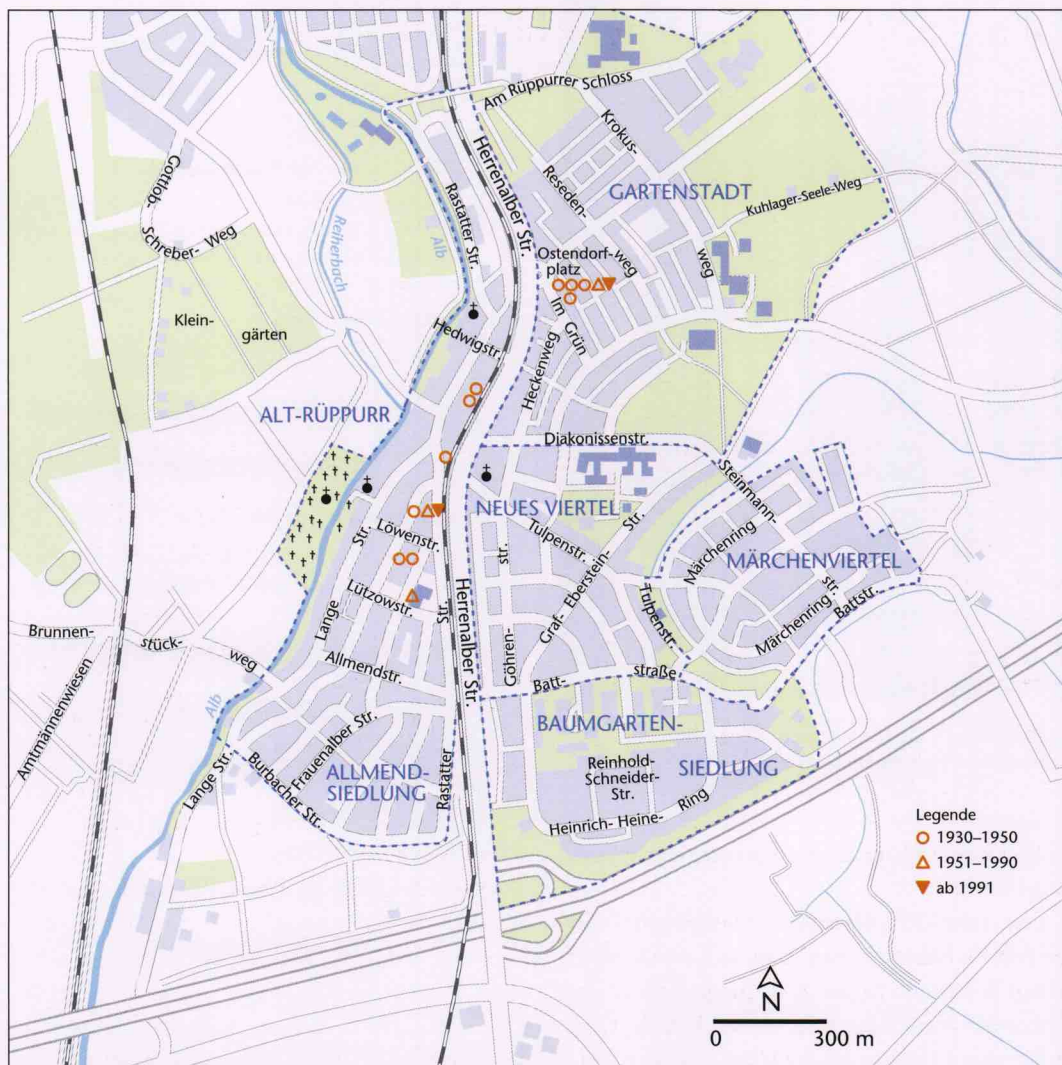 Am Rüppurrer Schloss
Gottlob-
Schreber- Weg
Reiherbach
Alb
Rastatter Str.
Herrenalber Str.
Krokus-
weg
Reseden-
weg
GARTENSTADT
Kuhlager-Seele-Weg
Ostendorf-
platz
Im Grün
Heckenweg
Klein-
gärten
Hedwigstr.
ALT-RÜPPURR
Diakonissenstr.
Steinmann-
str.
NEUES VIERTEL
Tulpenstr.
Graf- Eberstein-
Str.
Göhren-
str.
Märchenring
MÄRCHENVIERTEL
Märchenring
Battstr.
Tulpenstr.
Löwenstr.
Lützowstr.
Lange
Str.
Herrenalber Str.
Brunnen-
stück-
weg
Allmendstr.
Batt-
straße
Alb
Amtmännenwiesen
Lange Str.
Burbacher Str.
Frauenalber Str.
ALLMEND-
SIEDLUNG
Rastatter
Str.
BAUMGARTEN-
SIEDLUNG
Reinhold-
Schneider-
Str.
Heinrich- Heine-
Ring
Legende
1930–1950
1951–1990
ab 1991
N
0 300 m